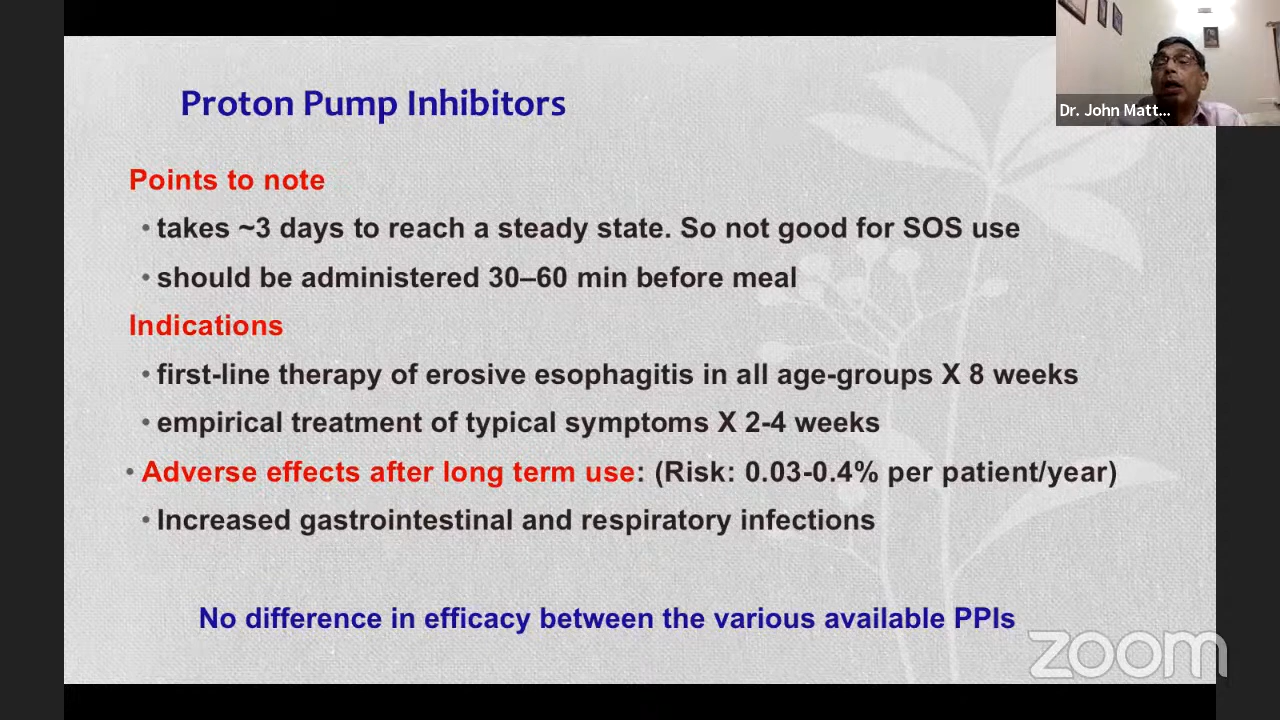 Proton Pump Inhibitors
Dr. John Matt...
Points to note
• takes ~3 days to reach a steady state. So not good for SOS use
• should be administered 30–60 min before meal
Indications
• first-line therapy of erosive esophagitis in all age-groups X 8 weeks
• empirical treatment of typical symptoms X 2-4 weeks
• Adverse effects after long term use: (Risk: 0.03-0.4% per patient/year)
• Increased gastrointestinal and respiratory infections
No difference in efficacy between the various available PPIs
zoom